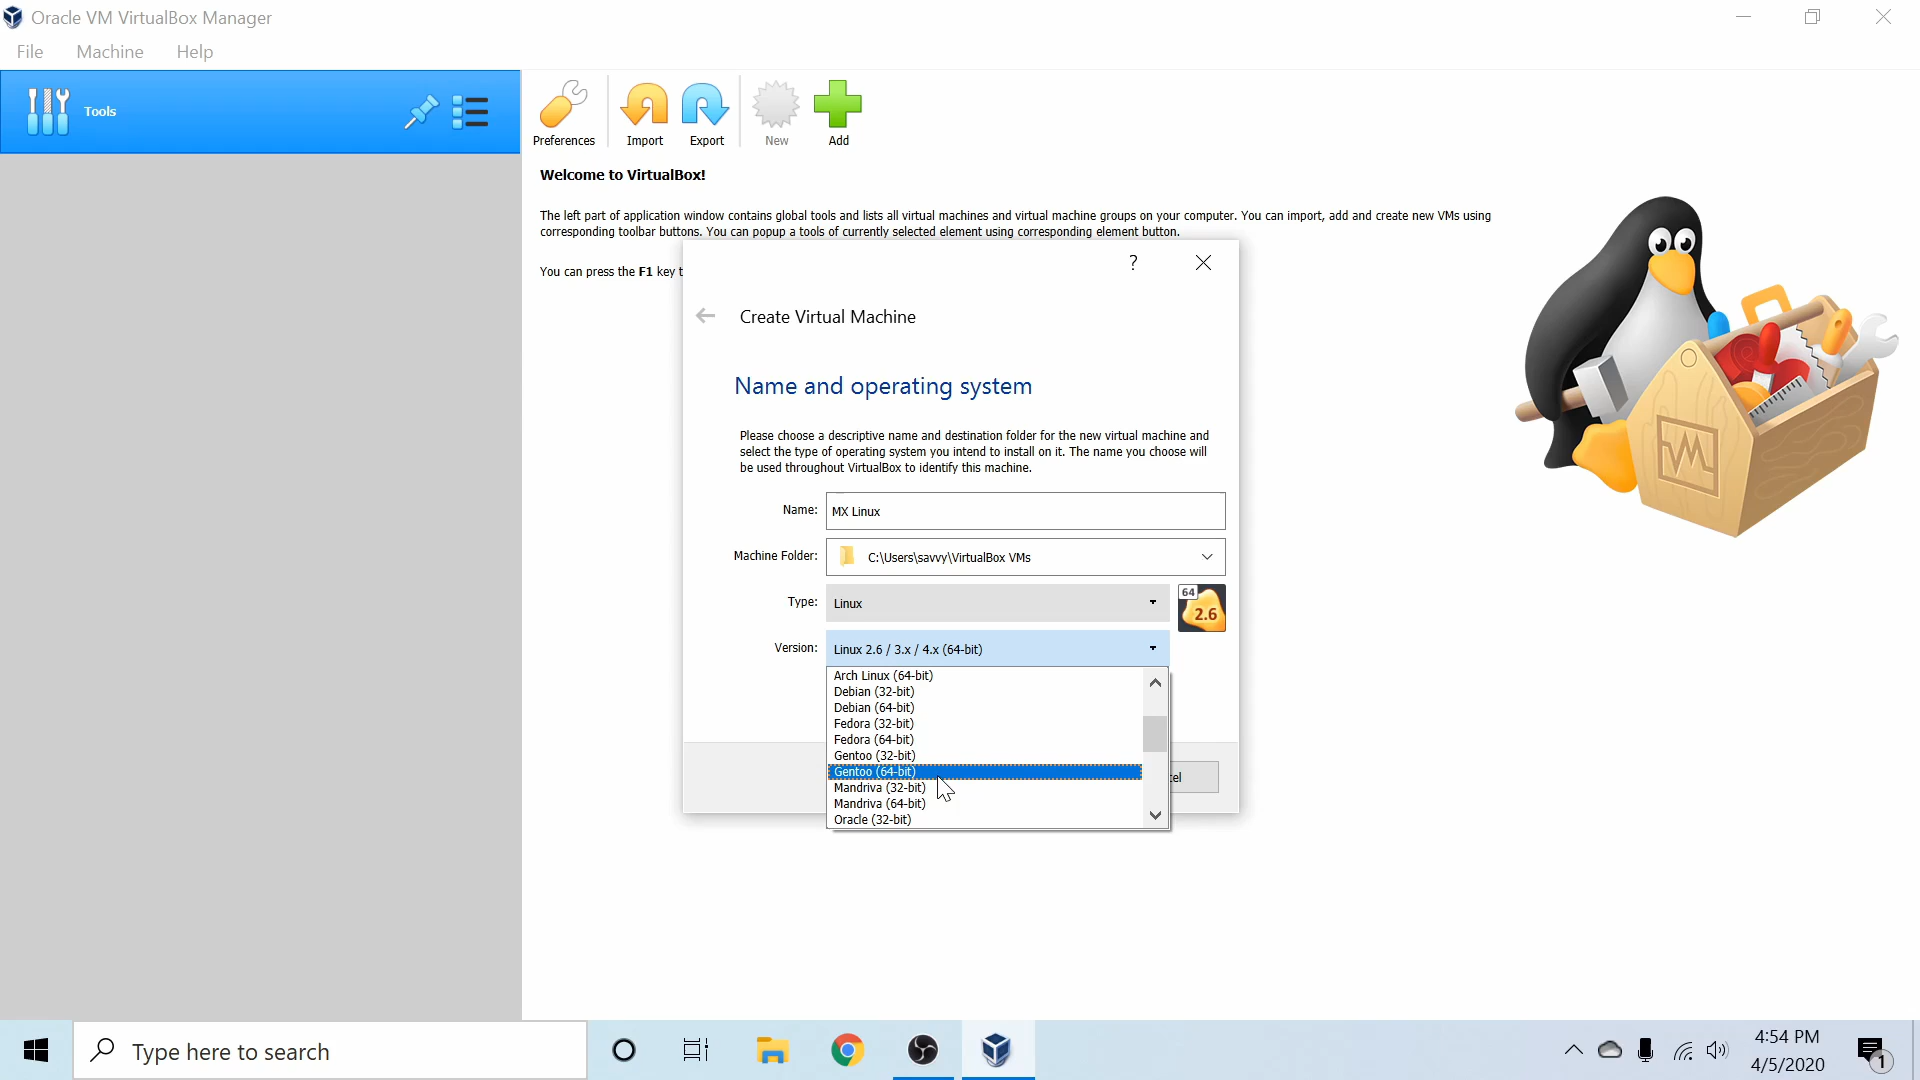 Oracle VM VirtualBox Manager
File Machine Help
Tools
Preferences Import Export New Add
Welcome to VirtualBox!
The left part of application window contains global tools and lists all virtual machines and virtual machine groups on your computer. You can import, add and create new VMs using
corresponding toolbar buttons. You can popup a tools of currently selected element using corresponding element button.
You can press the F1 key t
?
Create Virtual Machine
Name and operating system
Please choose a descriptive name and destination folder for the new virtual machine and
select the type of operating system you intend to install on it. The name you choose will
be used throughout VirtualBox to identify this machine.
Name: MX Linux
Machine Folder: C:\Users\savvy\VirtualBox VMs
Type: Linux
64
2.6
Version: Linux 2.6 / 3.x / 4.x (64-bit)
Arch Linux (64-bit)
Debian (32-bit)
Debian (64-bit)
Fedora (32-bit)
Fedora (64-bit)
Gentoo (32-bit)
Gentoo (64-bit)
cel
Mandriva (32-bit)
Mandriva (64-bit)
Oracle (32-bit)
Type here to search
4:54 PM
4/5/2020
1